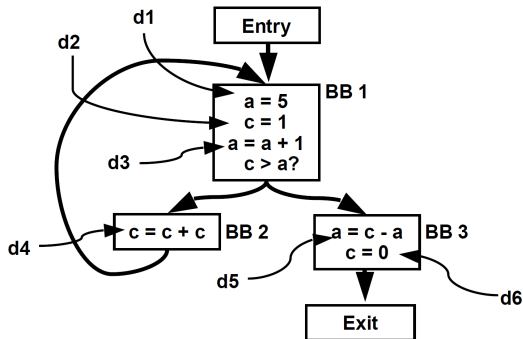 d1
Entry
d2
BB 1
a = 5
c = 1
a = a + 1
d3
c > a?
c = c + c
BB 2
a = c - a
BB 3
d4
c = 0
d5
d6
Exit